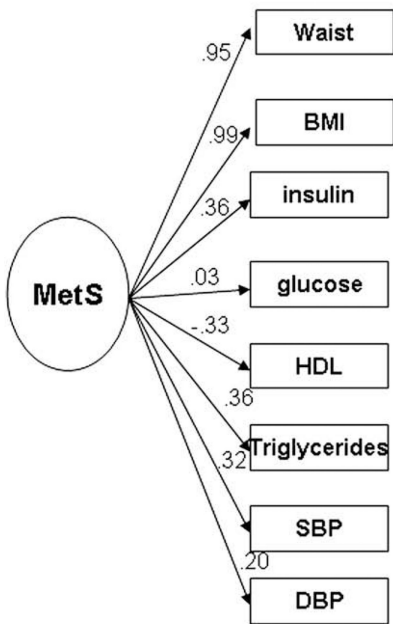 Waist
.95
BMI
.99
insulin
.36
glucose
.03
MetS
-.33
HDL
.36
Triglycerides
.32
SBP
.20
DBP